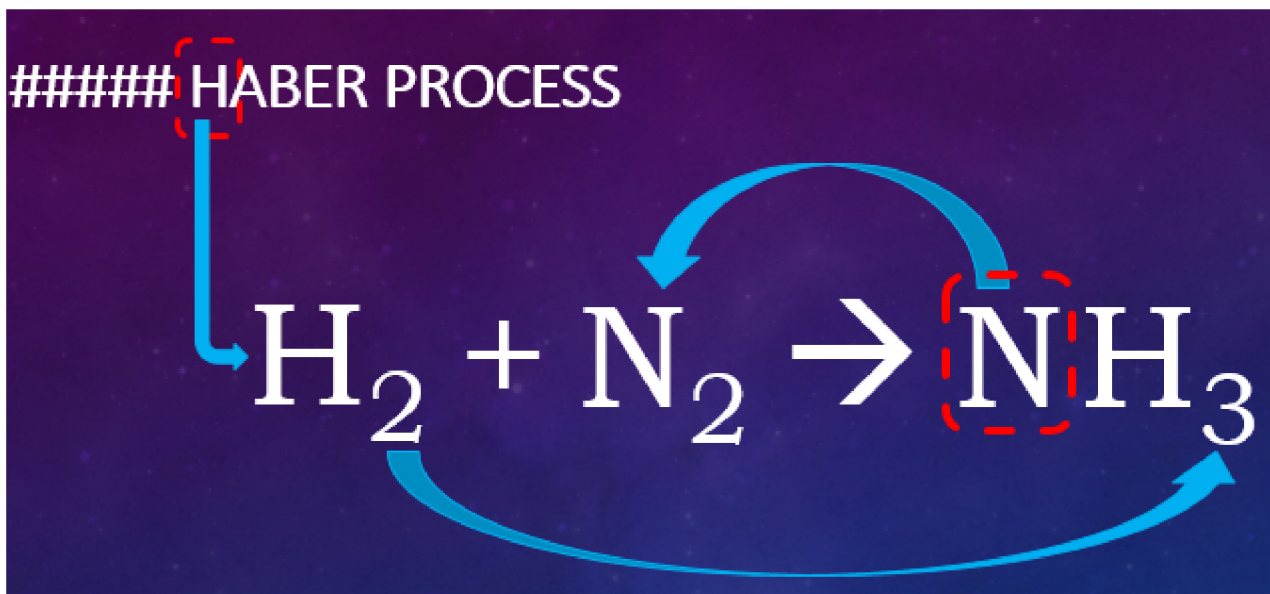 ##### HABER PROCESS
H₂ + N₂ → NH₃